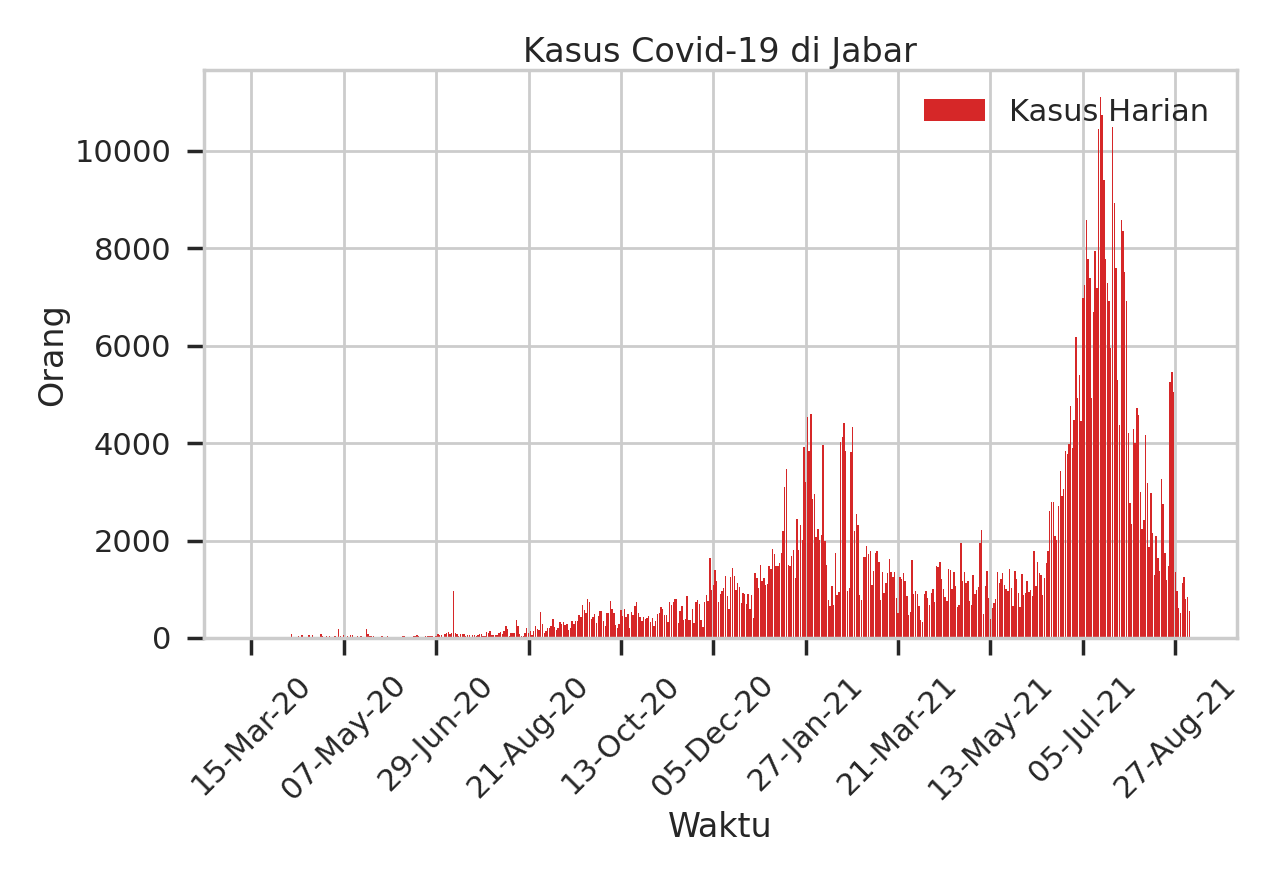 Kasus Covid-19 di Jabar
Kasus Harian
Orang
10000
8000
6000
4000
2000
0
15-Mar-20
07-May-20
29-Jun-20
21-Aug-20
13-Oct-20
05-Dec-20
27-Jan-21
21-Mar-21
13-May-21
05-Jul-21
27-Aug-21
Waktu